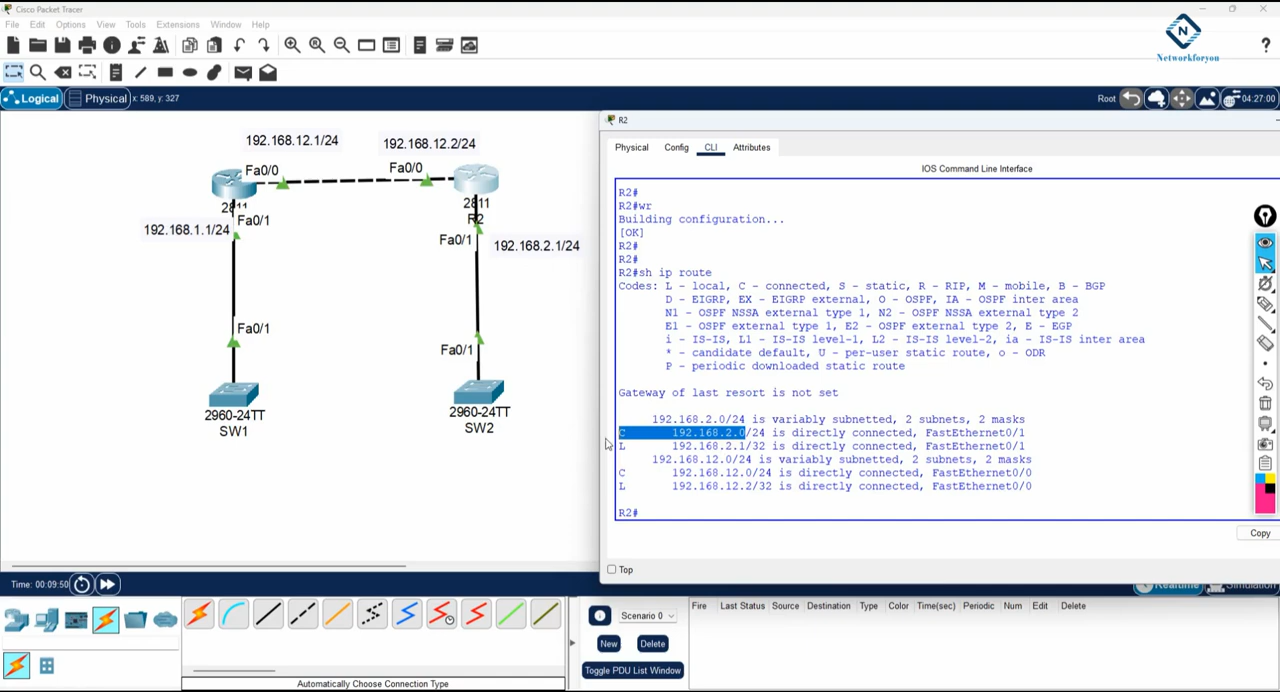 Cisco Packet Tracer
File Edit Options View Tools Extensions Window Help
N
Networkforyou
?
Logical Physical x: 589, y: 327
Root 04:27:00
192.168.12.1/24
192.168.12.2/24
Fa0/0
Fa0/0
2811
R2
Fa0/1
192.168.1.1/24
Fa0/1
192.168.2.1/24
Fa0/1
Fa0/1
2960-24TT
SW1
2960-24TT
SW2
R2
Physical Config CLI Attributes
IOS Command Line Interface
R2#
R2#wr
Building configuration...
[OK]
R2#
R2#
R2#sh ip route
Codes: L - local, C - connected, S - static, R - RIP, M - mobile, B - BGP
D - EIGRP, EX - EIGRP external, O - OSPF, IA - OSPF inter area
N1 - OSPF NSSA external type 1, N2 - OSPF NSSA external type 2
E1 - OSPF external type 1, E2 - OSPF external type 2, E - EGP
i - IS-IS, L1 - IS-IS level-1, L2 - IS-IS level-2, ia - IS-IS inter area
* - candidate default, U - per-user static route, o - ODR
P - periodic downloaded static route
Gateway of last resort is not set
192.168.2.0/24 is variably subnetted, 2 subnets, 2 masks
C 192.168.2.0/24 is directly connected, FastEthernet0/1
L 192.168.2.1/32 is directly connected, FastEthernet0/1
192.168.12.0/24 is variably subnetted, 2 subnets, 2 masks
C 192.168.12.0/24 is directly connected, FastEthernet0/0
L 192.168.12.2/32 is directly connected, FastEthernet0/0
R2#
Copy
Top
Time: 00:09:50
Realtime Simulation
Scenario 0
New Delete
Toggle PDU List Window
Fire Last Status Source Destination Type Color Time(sec) Periodic Num Edit Delete
Automatically Choose Connection Type